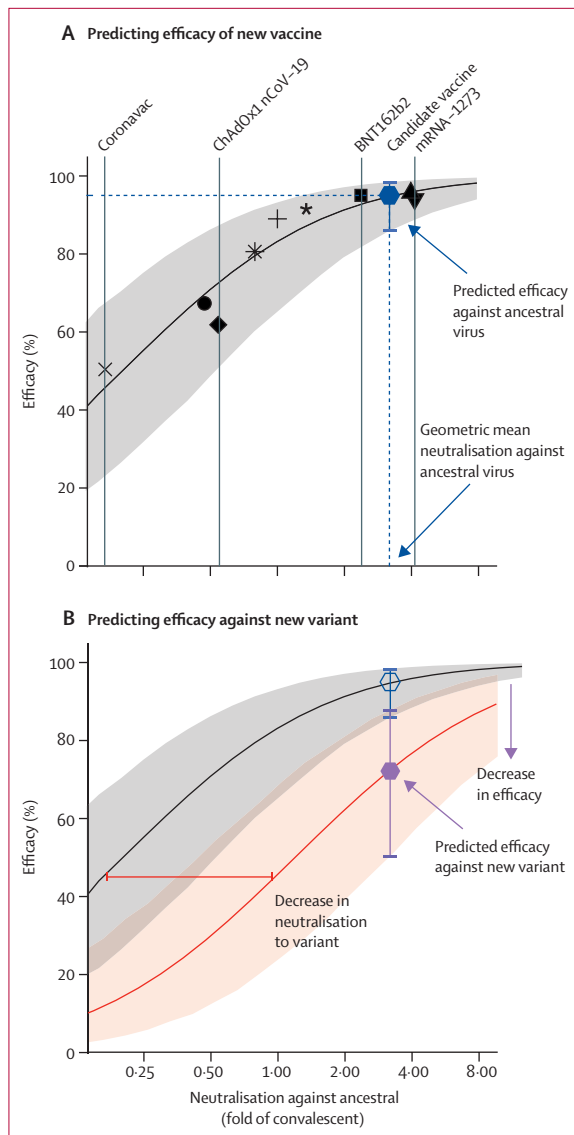 A Predicting efficacy of new vaccine
Coronavac
ChAdOx1 nCoV–19
BNT162b2
Candidate vaccine
mRNA–1273
100
80
60
40
20
0
Efficacy (%)
Predicted efficacy
against ancestral
virus
Geometric mean
neutralisation against
ancestral virus
B Predicting efficacy against new variant
100
80
60
40
20
0
Efficacy (%)
Decrease
in efficacy
Predicted efficacy
against new variant
Decrease in
neutralisation
to variant
0·25 0·50 1·00 2·00 4·00 8·00
Neutralisation against ancestral
(fold of convalescent)